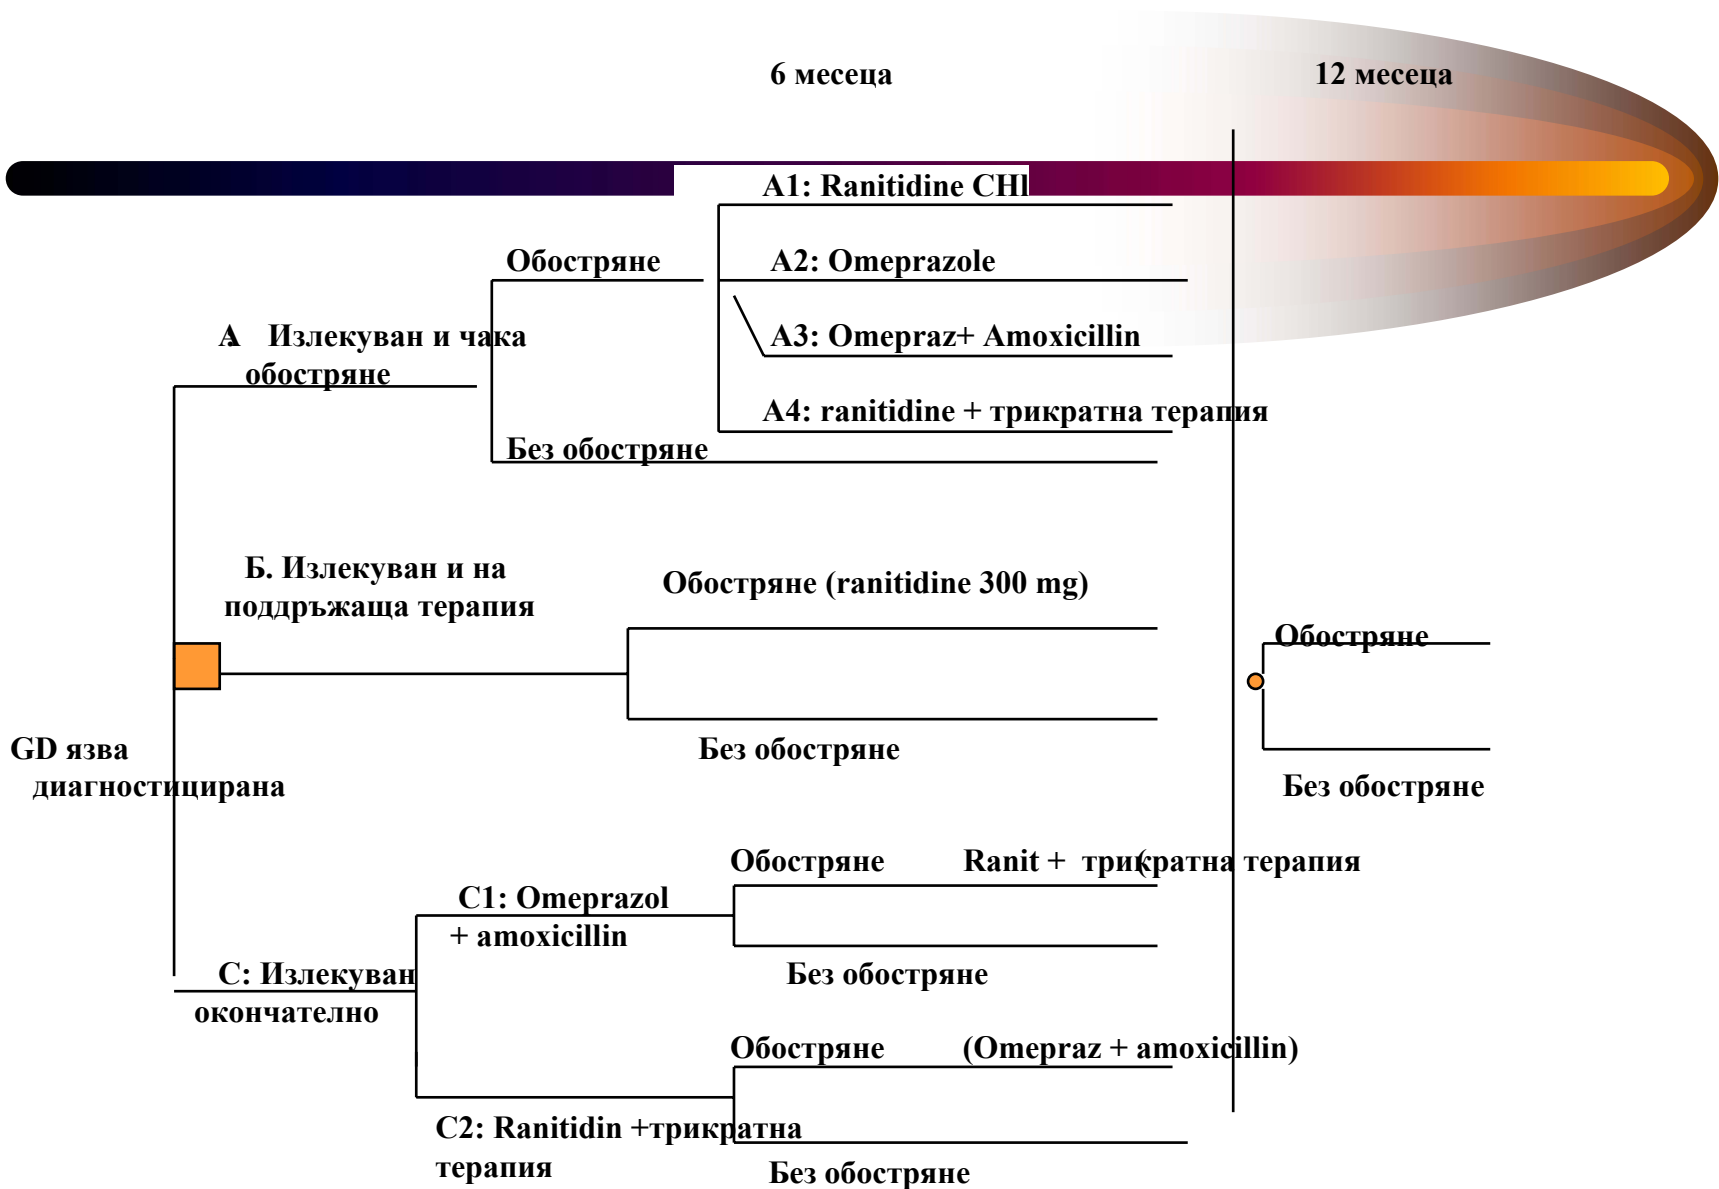 6 месеца
12 месеца
A1: Ranitidine CHl
Обостряне
A2: Omeprazole
А. Излекуван и чака
обостряне
A3: Omepraz+ Amoxicillin
A4: ranitidine + трикратна терапия
Без обостряне
Б. Излекуван и на
поддръжаща терапия
Обостряне (ranitidine 300 mg)
Обостряне
GD язва
диагностицирана
Без обостряне
Без обостряне
Обостряне Ranit + трикратна терапия
(
C1: Omeprazol
+ amoxicillin
Без обостряне
C: Излекуван
окончателно
Обостряне (Omepraz + amoxicillin)
C2: Ranitidin +трикратна
терапия
Без обостряне